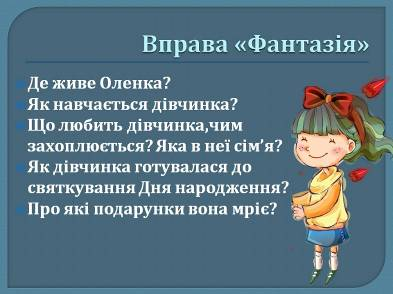 Вправа «Фантазія»
Де живе Оленка?
Як навчається дівчинка?
Що любить дівчинка,чим
захоплюється? Яка в неї сім’я?
Як дівчинка готувалася до
святкування Дня народження?
Про які подарунки вона мріє?